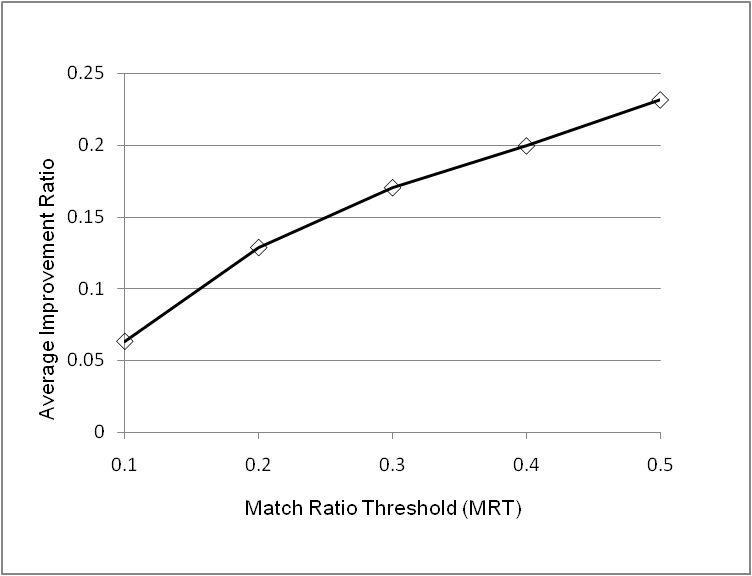 0.25
0.2
0.15
0.1
0.05
0
Average Improvement Ratio
0.1 0.2 0.3 0.4 0.5
Match Ratio Threshold (MRT)